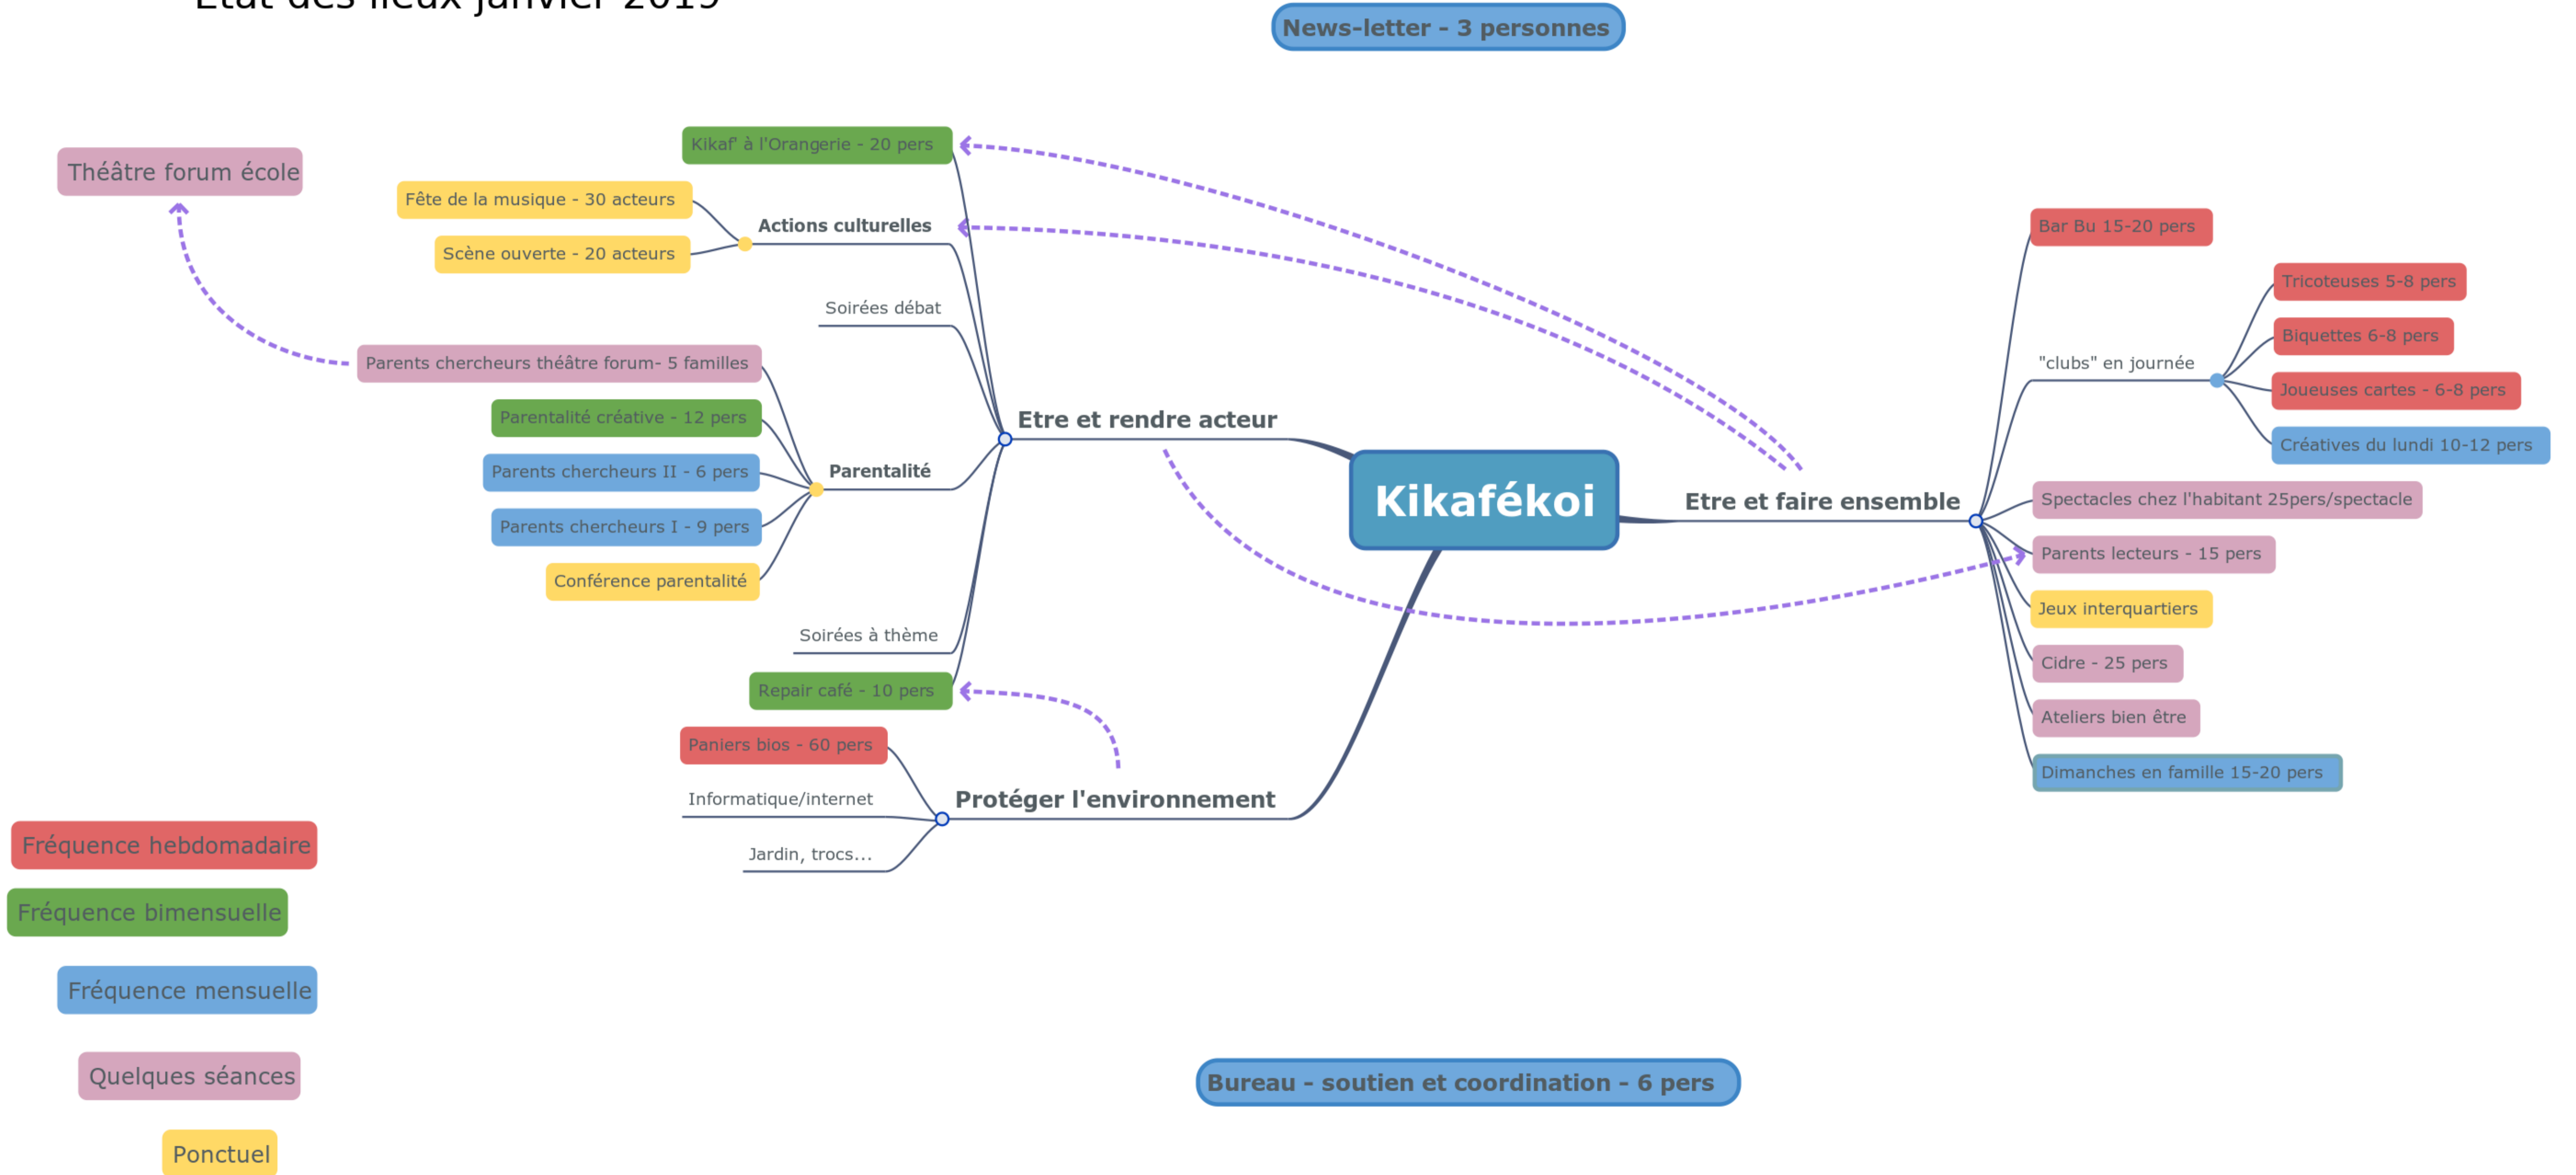 Etat des lieux janvier 2019
News-letter - 3 personnes
Kikaf' à l'Orangerie - 20 pers
Théâtre forum école
Fête de la musique - 30 acteurs
Actions culturelles
Scène ouverte - 20 acteurs
Soirées débat
Parents chercheurs théâtre forum- 5 familles
Parentalité créative - 12 pers
Etre et rendre acteur
Parents chercheurs II - 6 pers
Parentalité
Parents chercheurs I - 9 pers
Conférence parentalité
Soirées à thème
Repair café - 10 pers
Kikafékoi
Etre et faire ensemble
Bar Bu 15-20 pers
Tricoteuses 5-8 pers
Biquettes 6-8 pers
"clubs" en journée
Joueuses cartes - 6-8 pers
Créatives du lundi 10-12 pers
Spectacles chez l'habitant 25pers/spectacle
Parents lecteurs - 15 pers
Jeux interquartiers
Cidre - 25 pers
Ateliers bien être
Dimanches en famille 15-20 pers
Paniers bios - 60 pers
Informatique/internet
Protéger l'environnement
Jardin, trocs...
Fréquence hebdomadaire
Fréquence bimensuelle
Fréquence mensuelle
Quelques séances
Ponctuel
Bureau - soutien et coordination - 6 pers